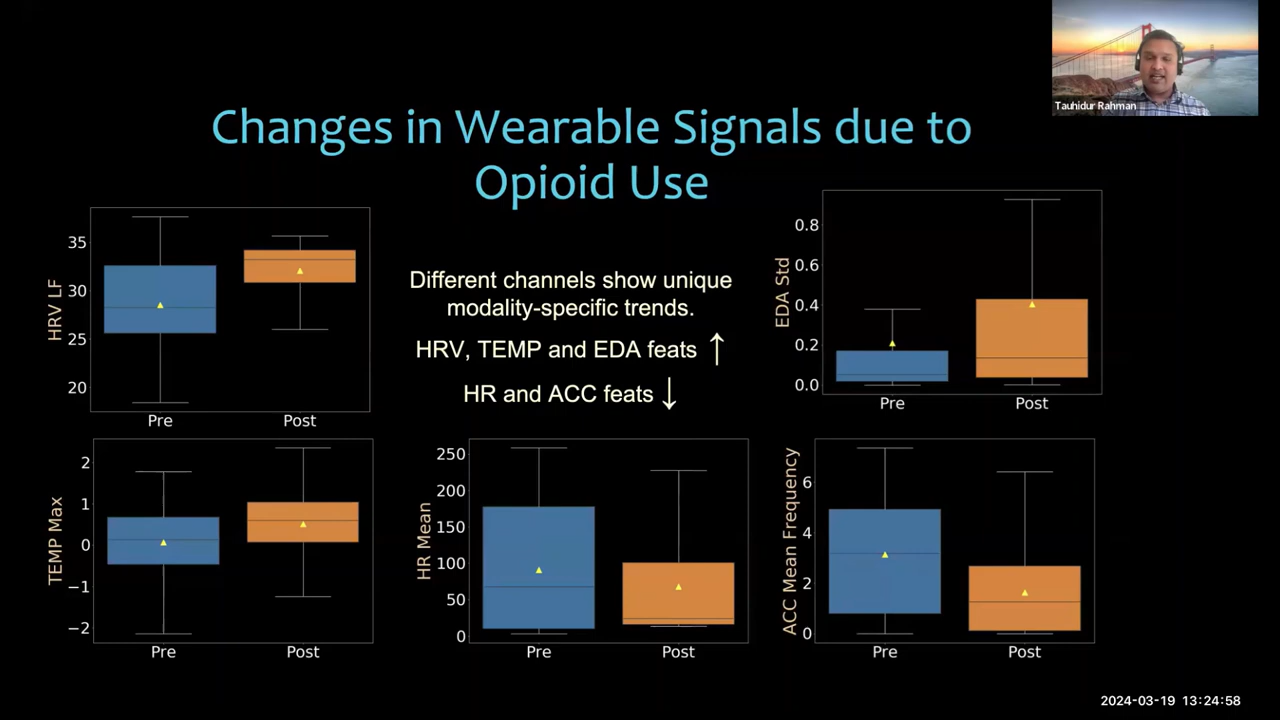 Tauhidur Rahman
Changes in Wearable Signals due to
Opioid Use
HRV LF
35
30
25
20
Pre
Post
Different channels show unique
modality-specific trends.
HRV, TEMP and EDA feats ↑
HR and ACC feats ↓
EDA Std
0.8
0.6
0.4
0.2
0.0
Pre
Post
TEMP Max
2
1
0
−1
−2
Pre
Post
HR Mean
250
200
150
100
50
0
Pre
Post
ACC Mean Frequency
6
4
2
0
Pre
Post
2024-03-19 13:24:58